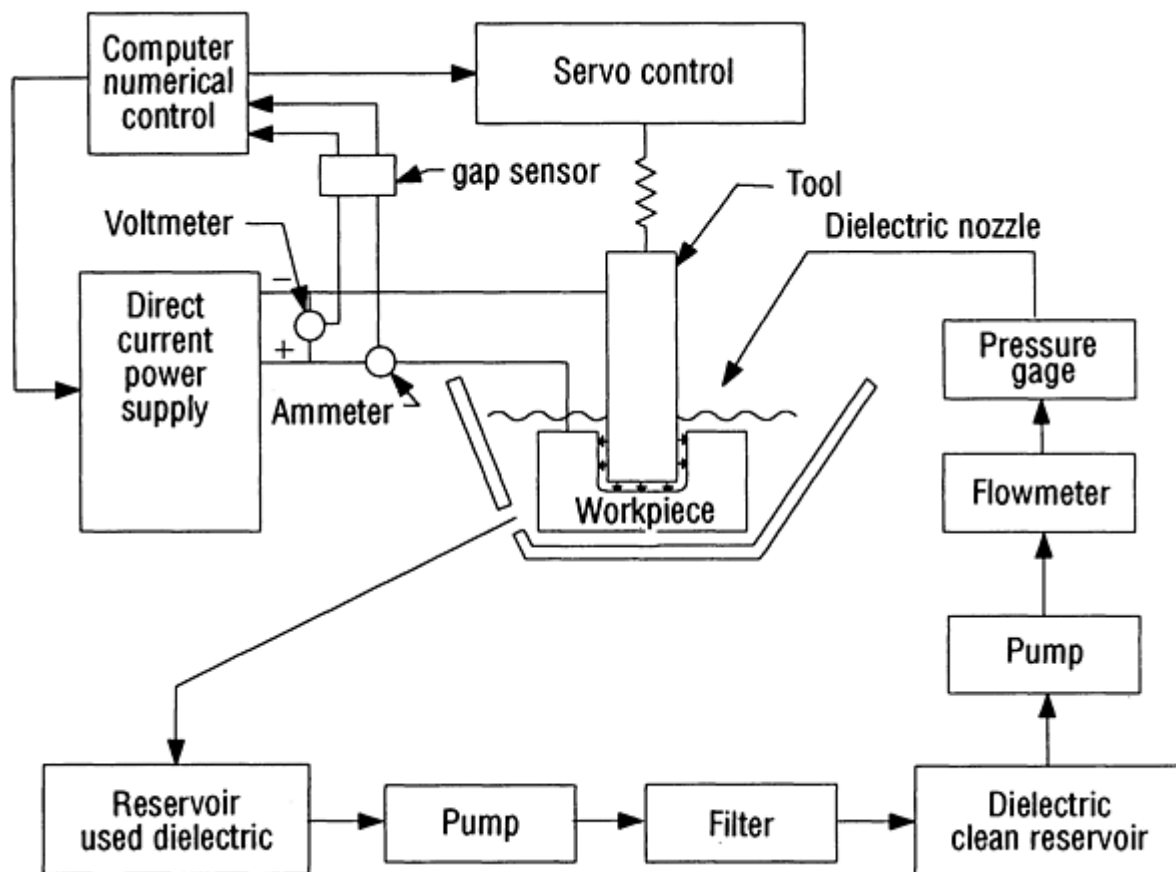 Computer
numerical
control
Servo control
gap sensor
Tool
Voltmeter
Dielectric nozzle
−
Direct
current
power
supply
+
Ammeter
Pressure
gage
Flowmeter
Workpiece
Pump
Reservoir
used dielectric
Pump
Filter
Dielectric
clean reservoir